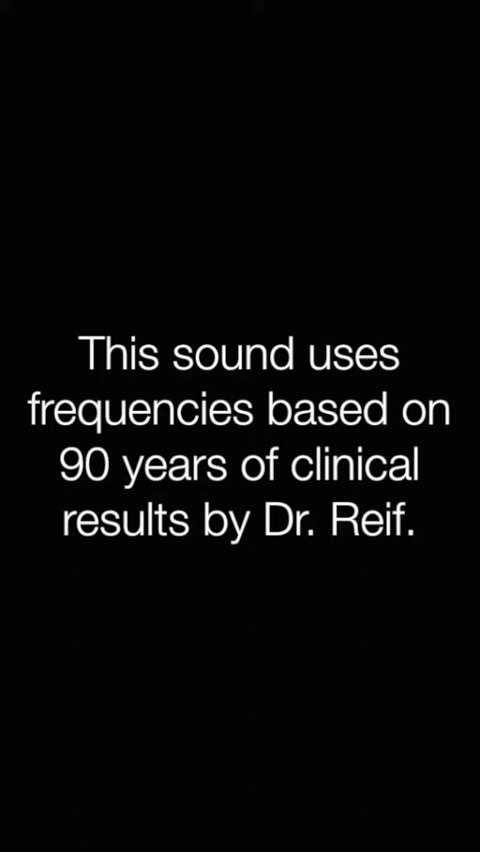 This sound uses
frequencies based on
90 years of clinical
results by Dr. Reif.